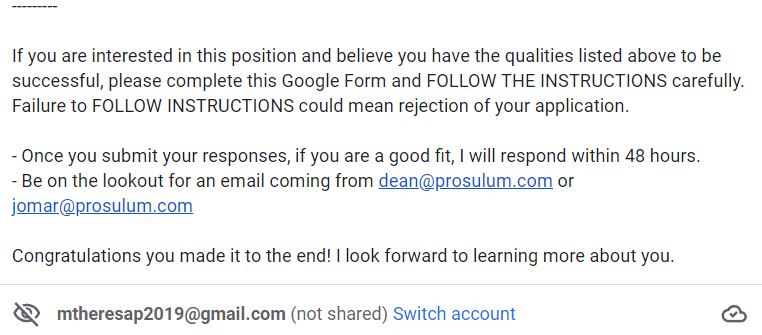 ---------
If you are interested in this position and believe you have the qualities listed above to be
successful, please complete this Google Form and FOLLOW THE INSTRUCTIONS carefully.
Failure to FOLLOW INSTRUCTIONS could mean rejection of your application.
- Once you submit your responses, if you are a good fit, I will respond within 48 hours.
- Be on the lookout for an email coming from dean@prosulum.com or
jomar@prosulum.com
Congratulations you made it to the end! I look forward to learning more about you.
mtheresap2019@gmail.com (not shared) Switch account